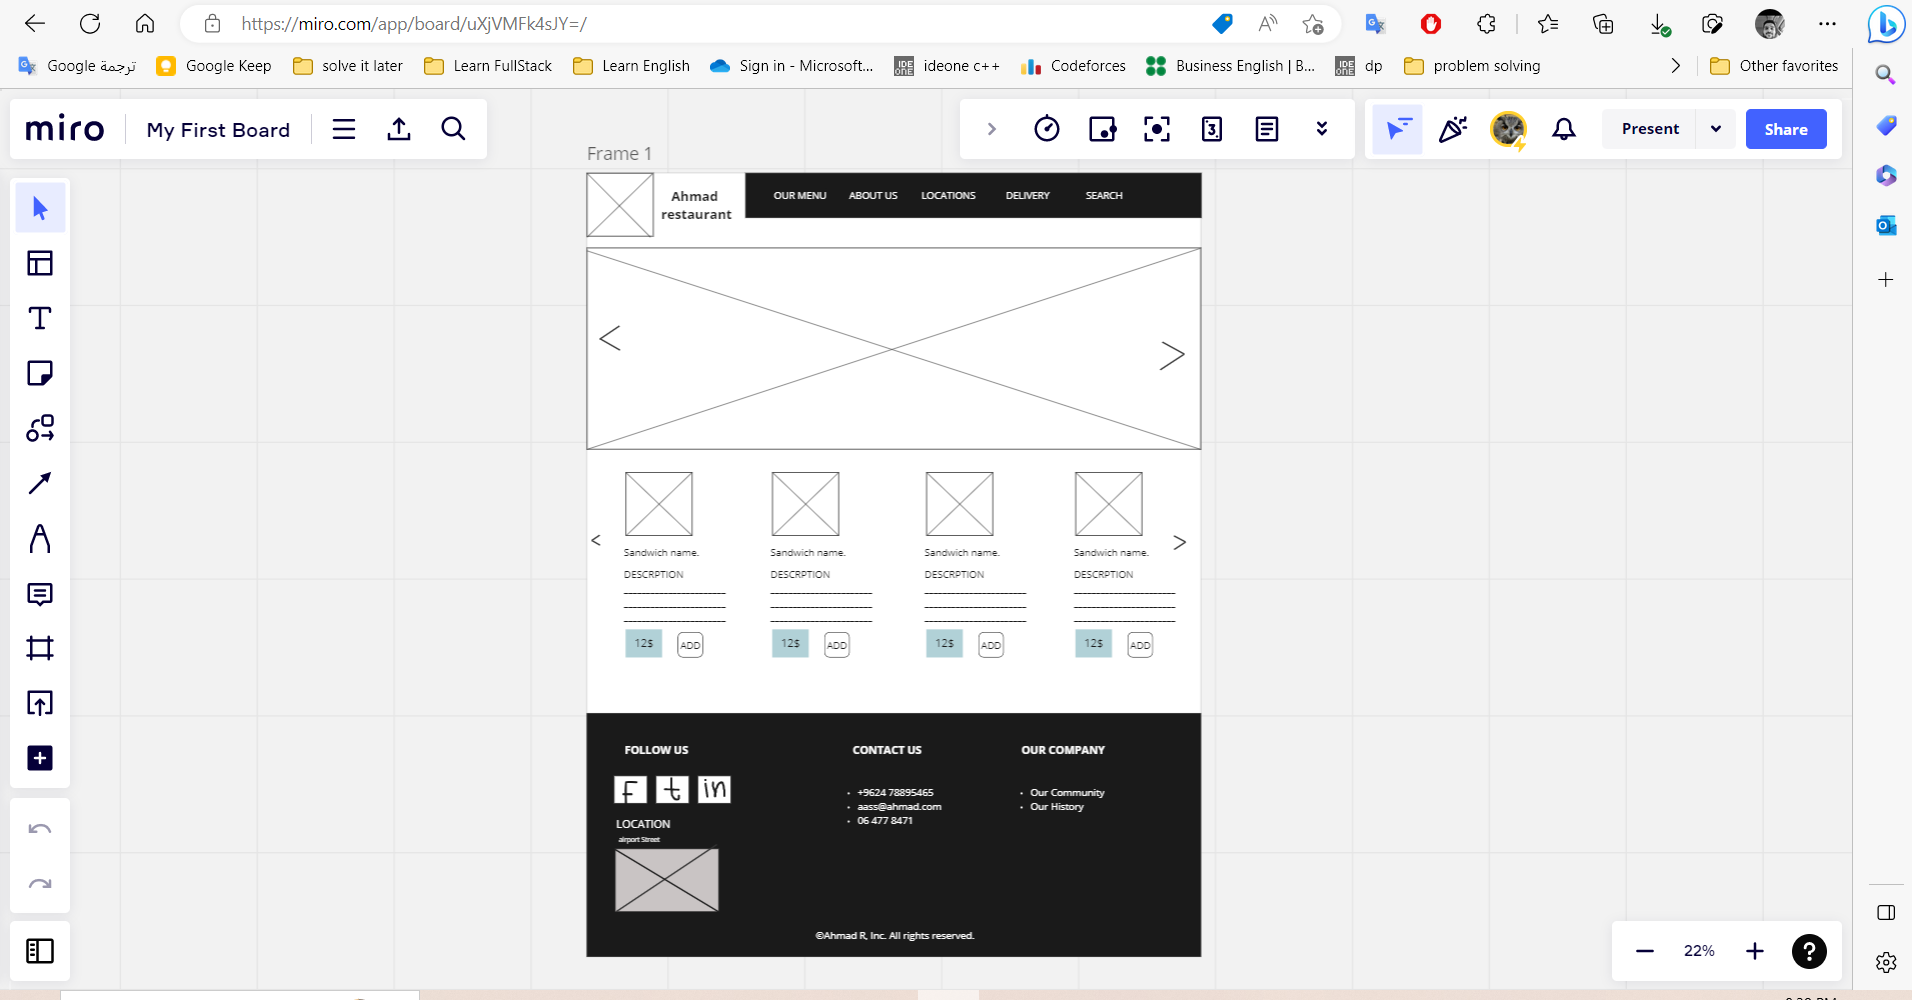 https://miro.com/app/board/uXjVMFk4sJY=/
Google ترجمة
Google Keep
solve it later
Learn FullStack
Learn English
Sign in - Microsoft...
ideone c++
Codeforces
Business English | B...
dp
problem solving
Other favorites
miro
My First Board
Present
Share
Frame 1
Ahmad
restaurant
OUR MENU
ABOUT US
LOCATIONS
DELIVERY
SEARCH
Sandwich name.
Sandwich name.
Sandwich name.
Sandwich name.
DESCRPTION
DESCRPTION
DESCRPTION
DESCRPTION
12$
ADD
12$
ADD
12$
ADD
12$
ADD
FOLLOW US
CONTACT US
OUR COMPANY
F
t
in
+9624 78895465
aass@ahmad.com
06 477 8471
Our Community
Our History
LOCATION
airport Street
©Ahmad R, Inc. All rights reserved.
22%